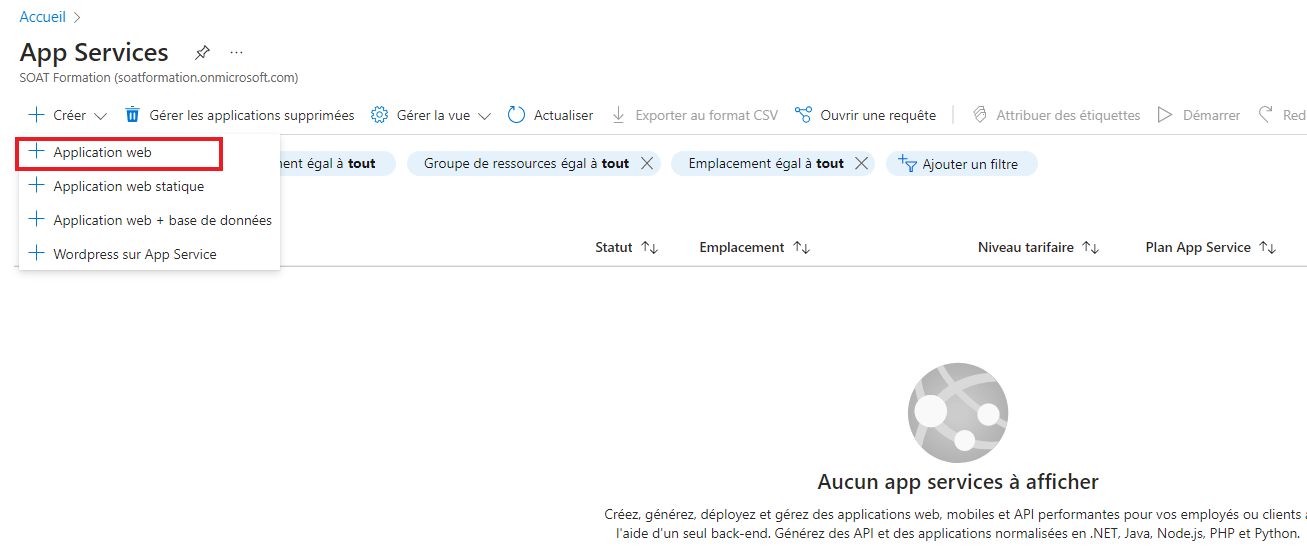 Accueil
App Services
SOAT Formation (soatformation.onmicrosoft.com)
Créer Gérer les applications supprimées Gérer la vue Actualiser Exporter au format CSV Ouvrir une requête Attribuer des étiquettes Démarrer Red
Application web
ent égal à tout Groupe de ressources égal à tout Emplacement égal à tout Ajouter un filtre
Application web statique
Application web + base de données
Wordpress sur App Service
Statut Emplacement Niveau tarifaire Plan App Service
Aucun app services à afficher
Créez, générez, déployez et gérez des applications web, mobiles et API performantes pour vos employés ou clients à
l'aide d'un seul back-end. Générez des API et des applications normalisées en .NET, Java, Node.js, PHP et Python.